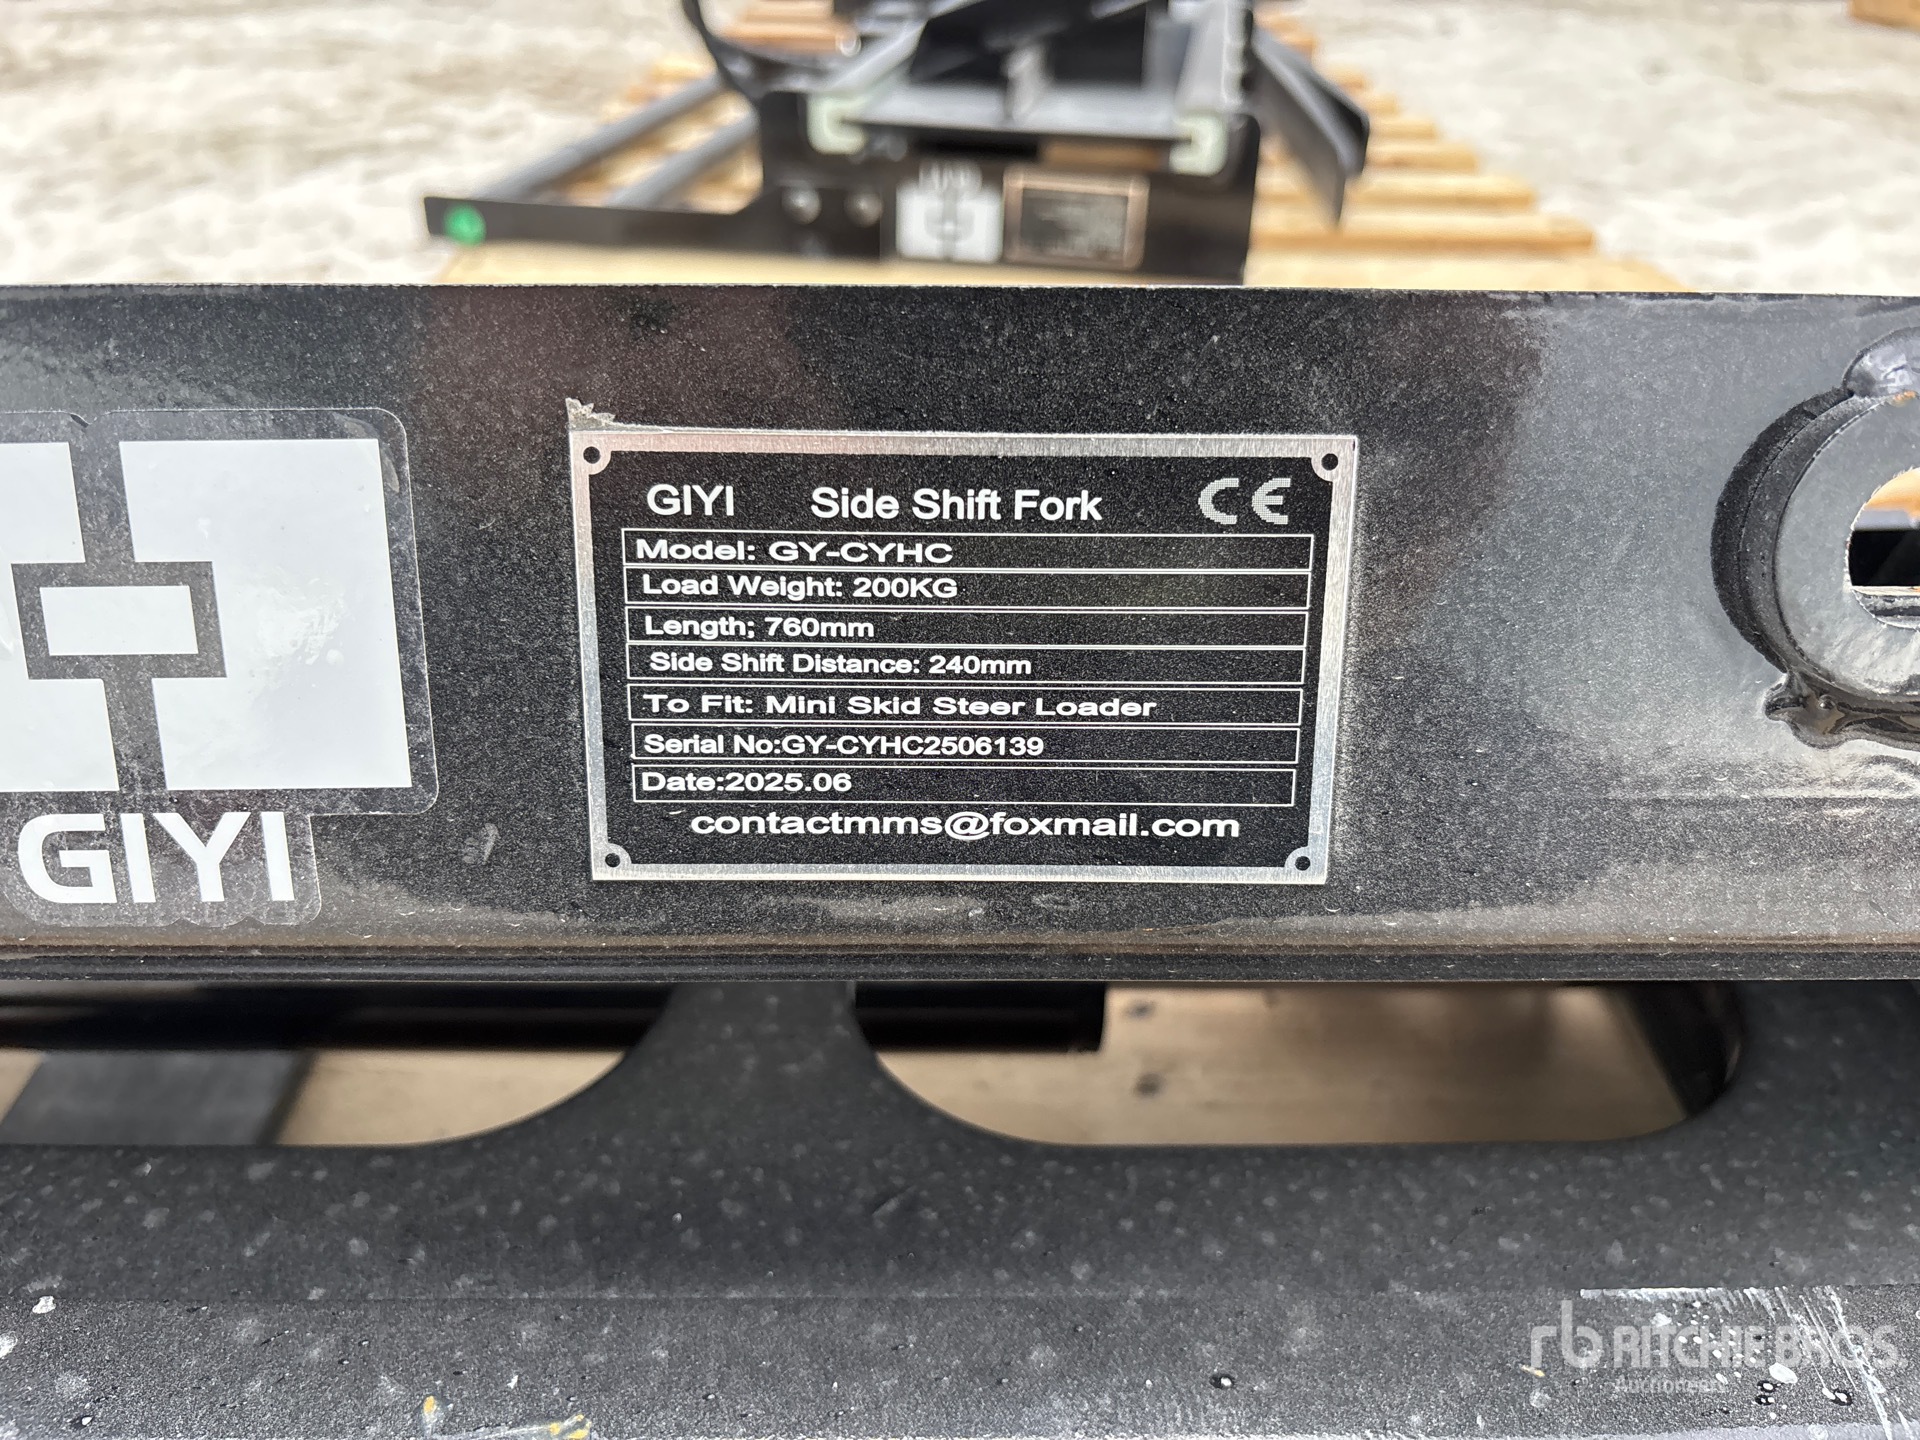 GIYI Side Shift Fork CE
Model: GY-CYHC
Load Weight: 200KG
Length; 760mm
Side Shift Distance: 240mm
To Fit: Mini Skid Steer Loader
Serial No:GY-CYHC2506139
Date:2025.06
contactmms@foxmail.com
GIYI
rb RITCHIE BROS.
Auctioneers